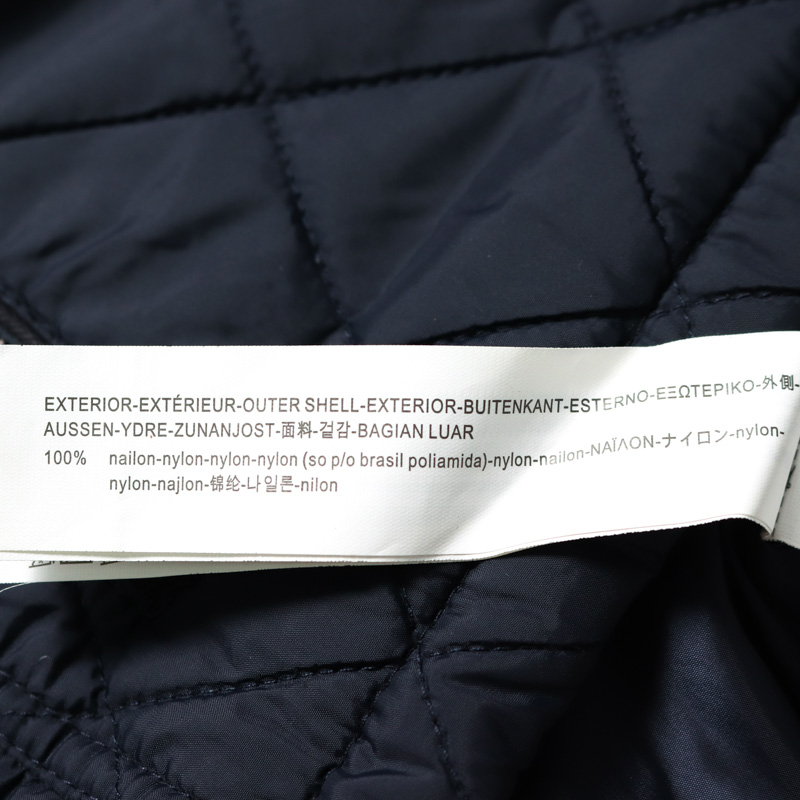 EXTERIOR-EXTÉRIEUR-OUTER SHELL-EXTERIOR-BUITENKANT-ESTERNO-ΕΞΩΤΕΡΙΚΟ-外側-
AUSSEN-YDRE-ZUNANJOST-面料-겉감-BAGIAN LUAR
100% nailon-nylon-nylon-nylon (so p/o brasil poliamida)-nylon-nailon-ΝΑΪΛΟΝ-ナイロン-nylon-
nylon-najlon-锦纶-나일론-nilon